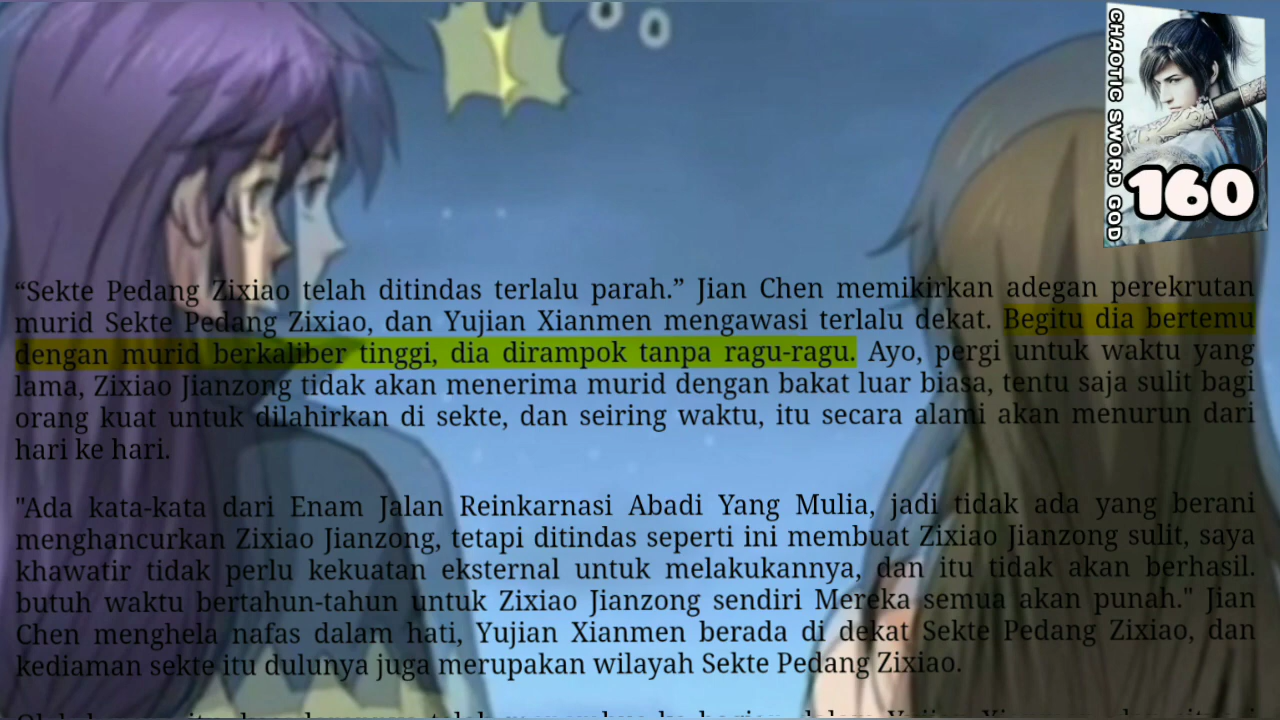 CHAOTIC SWORD GOD
160
“Sekte Pedang Zixiao telah ditindas terlalu parah.” Jian Chen memikirkan adegan perekrutan
murid Sekte Pedang Zixiao, dan Yujian Xianmen mengawasi terlalu dekat. Begitu dia bertemu
dengan murid berkaliber tinggi, dia dirampok tanpa ragu-ragu. Ayo, pergi untuk waktu yang
lama, Zixiao Jianzong tidak akan menerima murid dengan bakat luar biasa, tentu saja sulit bagi
orang kuat untuk dilahirkan di sekte, dan seiring waktu, itu secara alami akan menurun dari
hari ke hari.
"Ada kata-kata dari Enam Jalan Reinkarnasi Abadi Yang Mulia, jadi tidak ada yang berani
menghancurkan Zixiao Jianzong, tetapi ditindas seperti ini membuat Zixiao Jianzong sulit, saya
khawatir tidak perlu kekuatan eksternal untuk melakukannya, dan itu tidak akan berhasil.
butuh waktu bertahun-tahun untuk Zixiao Jianzong sendiri Mereka semua akan punah." Jian
Chen menghela nafas dalam hati, Yujian Xianmen berada di dekat Sekte Pedang Zixiao, dan
kediaman sekte itu dulunya juga merupakan wilayah Sekte Pedang Zixiao.